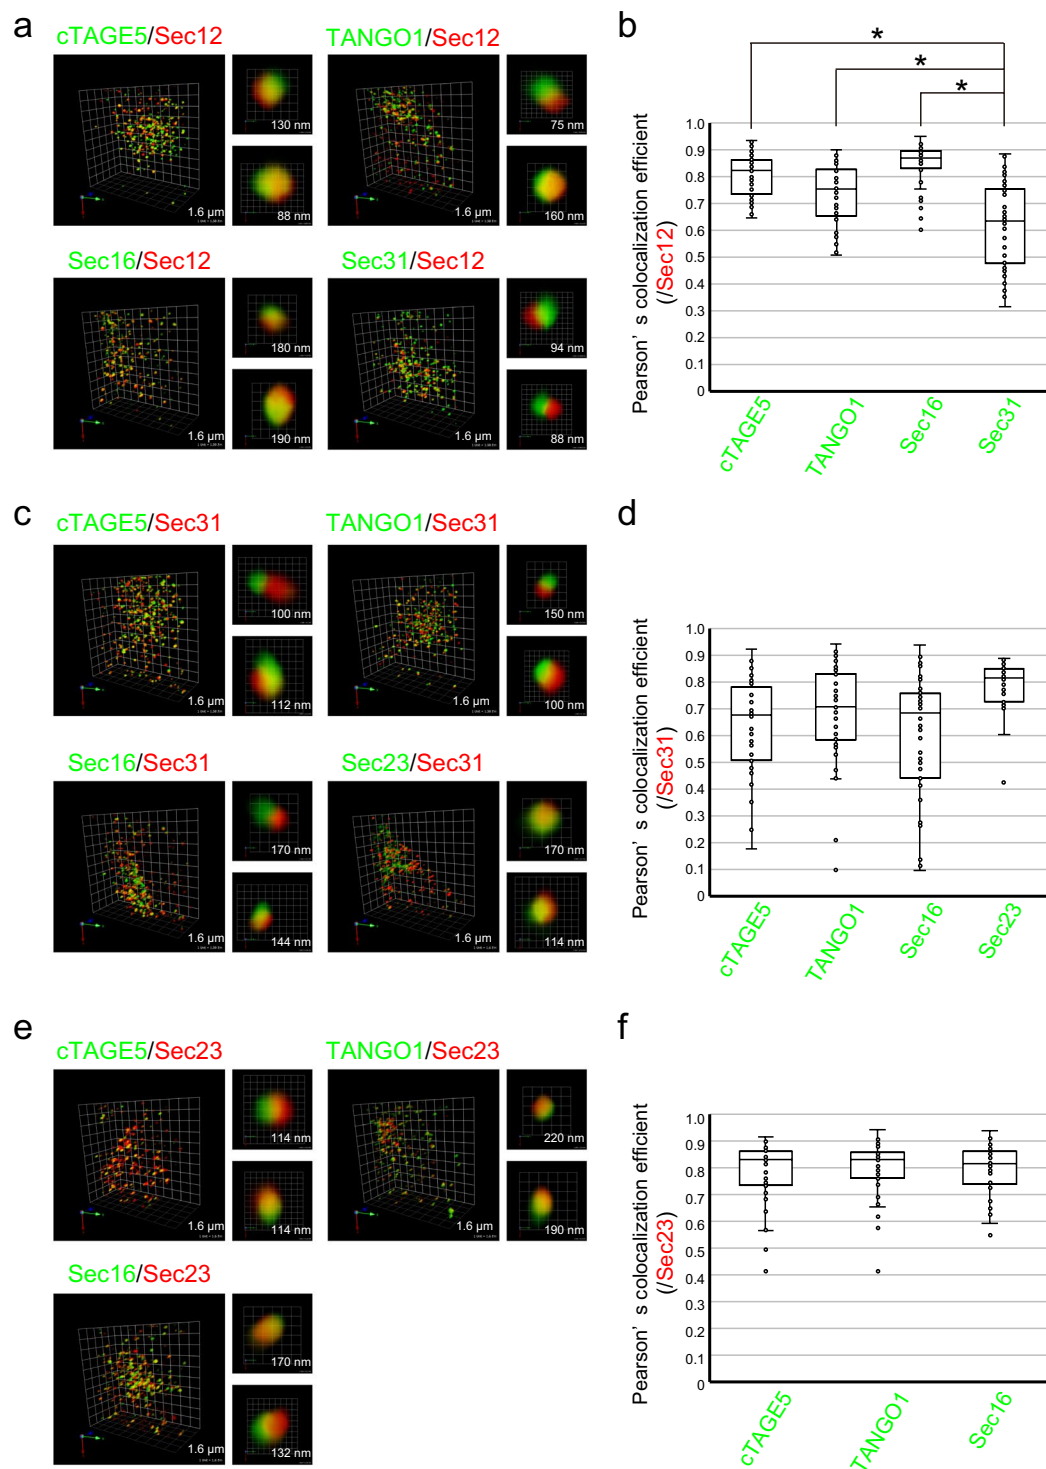 a
cTAGE5/Sec12
TANGO1/Sec12
1.6 µm
130 nm
88 nm
1.6 µm
75 nm
160 nm
Sec16/Sec12
Sec31/Sec12
1.6 µm
180 nm
190 nm
1.6 µm
94 nm
88 nm
b
*
*
*
Pearson' s colocalization efficient
(/Sec12)
1.0
0.9
0.8
0.7
0.6
0.5
0.4
0.3
0.2
0.1
0
cTAGE5
TANGO1
Sec16
Sec31
c
cTAGE5/Sec31
TANGO1/Sec31
1.6 µm
100 nm
112 nm
1.6 µm
150 nm
100 nm
Sec16/Sec31
Sec23/Sec31
1.6 µm
170 nm
144 nm
1.6 µm
170 nm
114 nm
d
Pearson' s colocalization efficient
(/Sec31)
1.0
0.9
0.8
0.7
0.6
0.5
0.4
0.3
0.2
0.1
0
cTAGE5
TANGO1
Sec16
Sec23
e
cTAGE5/Sec23
TANGO1/Sec23
1.6 µm
114 nm
114 nm
1.6 µm
220 nm
190 nm
Sec16/Sec23
1.6 µm
170 nm
132 nm
f
Pearson' s colocalization efficient
(/Sec23)
1.0
0.9
0.8
0.7
0.6
0.5
0.4
0.3
0.2
0.1
0
cTAGE5
TANGO1
Sec16